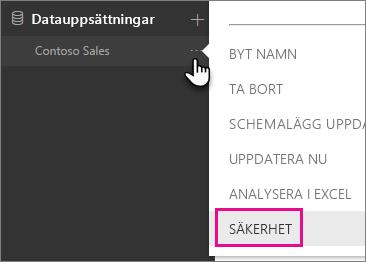 Datauppsättningar
Contoso Sales
BYT NAMN
TA BORT
SCHEMALÄGG UPPDA
UPPDATERA NU
ANALYSERA I EXCEL
SÄKERHET